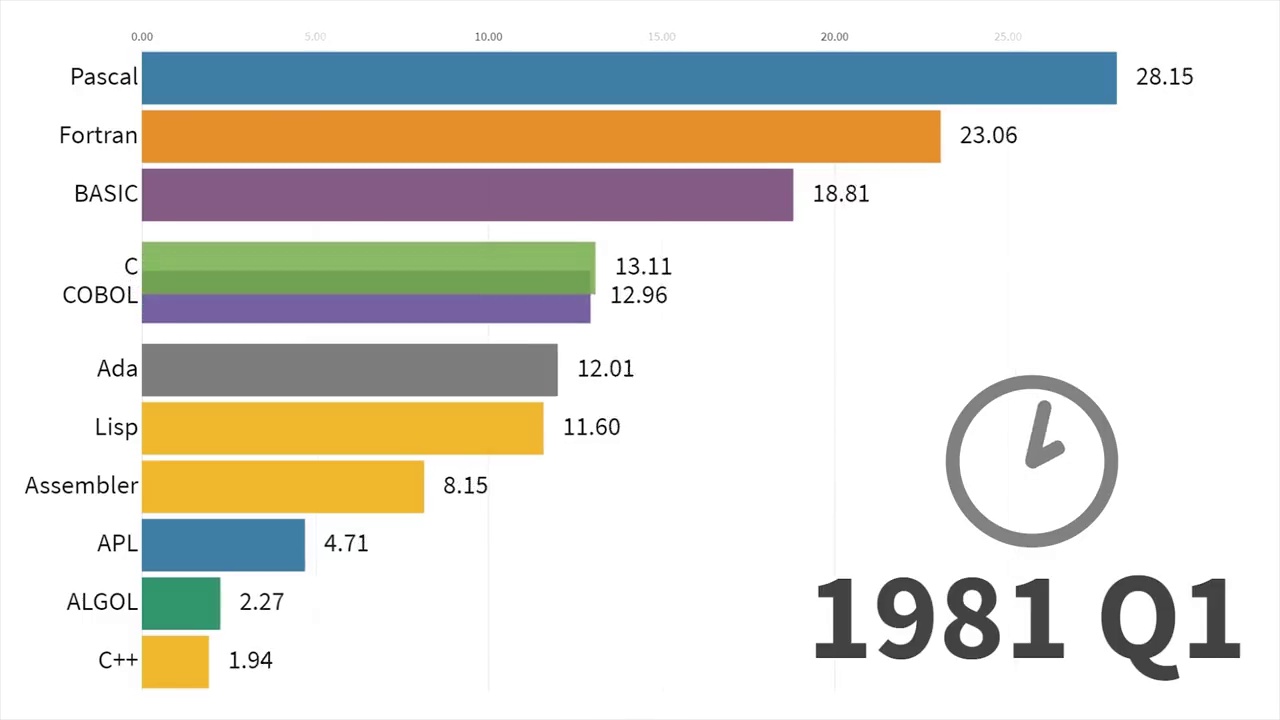 0.00 5.00 10.00 15.00 20.00 25.00
Pascal 28.15
Fortran 23.06
BASIC 18.81
C 13.11
COBOL 12.96
Ada 12.01
Lisp 11.60
Assembler 8.15
APL 4.71
ALGOL 2.27
C++ 1.94
1981 Q1